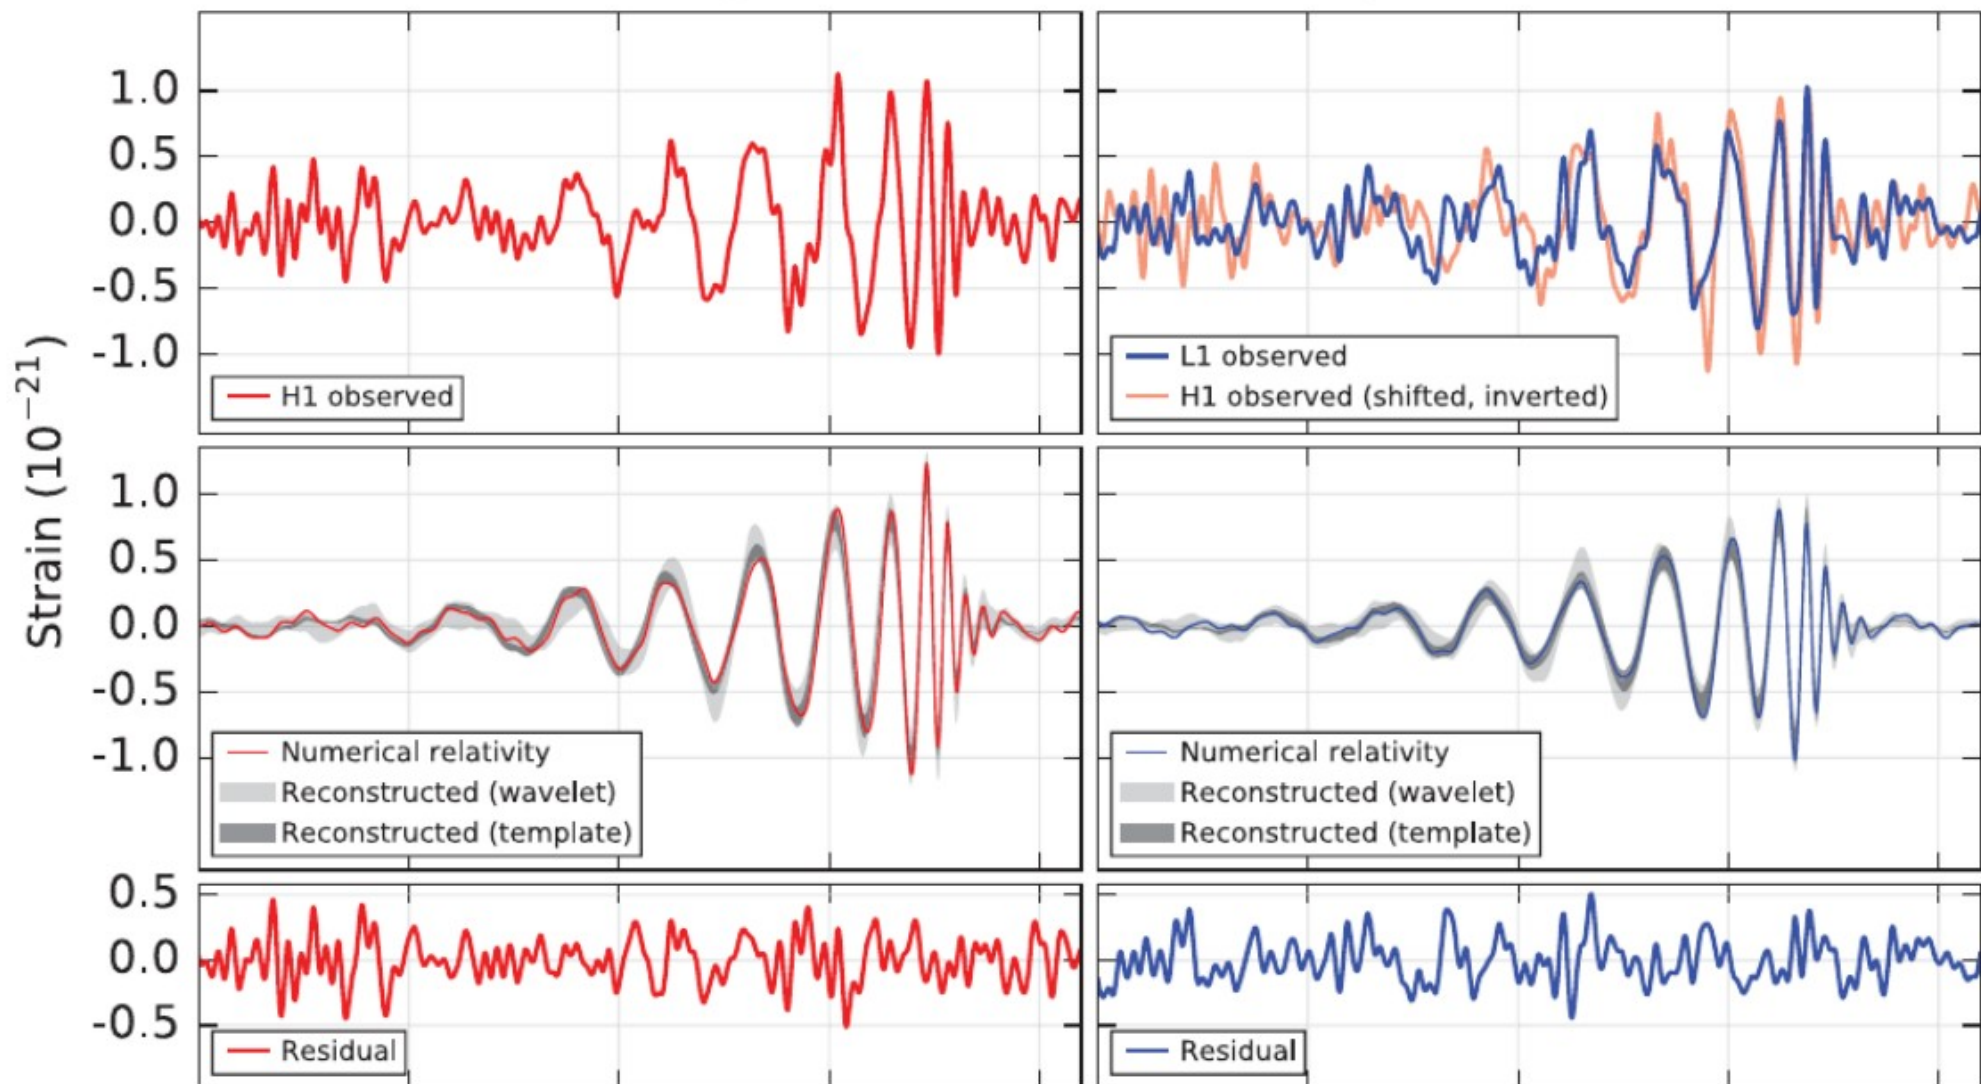 Strain (10⁻²¹)
1.0
0.5
0.0
-0.5
-1.0
H1 observed
L1 observed
H1 observed (shifted, inverted)
1.0
0.5
0.0
-0.5
-1.0
Numerical relativity
Reconstructed (wavelet)
Reconstructed (template)
Numerical relativity
Reconstructed (wavelet)
Reconstructed (template)
0.5
0.0
-0.5
Residual
Residual